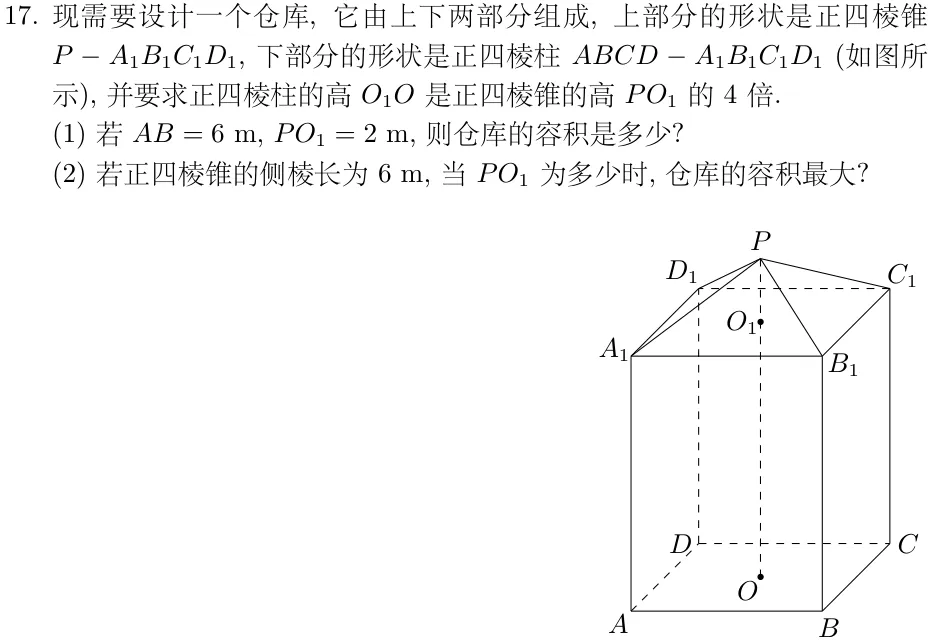 17. 现需要设计一个仓库, 它由上下两部分组成, 上部分的形状是正四棱锥
P − A₁B₁C₁D₁, 下部分的形状是正四棱柱 ABCD − A₁B₁C₁D₁ (如图所
示), 并要求正四棱柱的高 O₁O 是正四棱锥的高 PO₁ 的 4 倍.
(1) 若 AB = 6 m, PO₁ = 2 m, 则仓库的容积是多少?
(2) 若正四棱锥的侧棱长为 6 m, 当 PO₁ 为多少时, 仓库的容积最大?
P
D₁
C₁
O₁
A₁
B₁
D
C
O
A
B